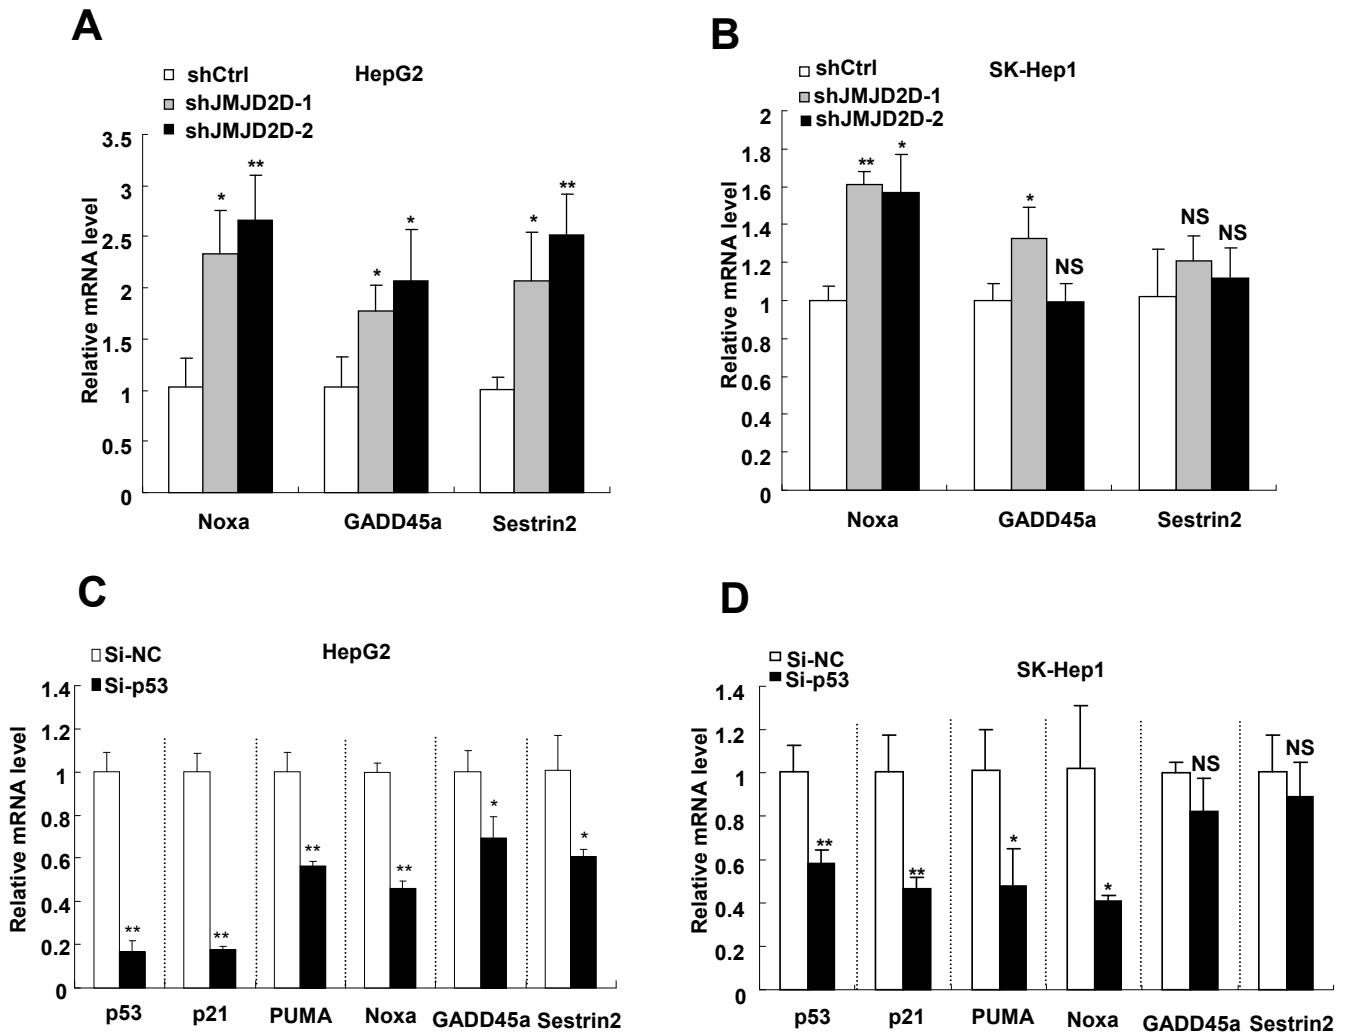 A
HepG2
shCtrl
shJMJD2D-1
shJMJD2D-2
Relative mRNA level
3.5
3
2.5
2
1.5
1
0.5
0
* ** * * * **
Noxa GADD45a Sestrin2
B
SK-Hep1
shCtrl
shJMJD2D-1
shJMJD2D-2
Relative mRNA level
2
1.8
1.6
1.4
1.2
1
0.8
0.6
0.4
0.2
0
** * * NS NS NS
Noxa GADD45a Sestrin2
C
HepG2
Si-NC
Si-p53
Relative mRNA level
1.4
1.2
1
0.8
0.6
0.4
0.2
0
** ** ** ** * *
p53 p21 PUMA Noxa GADD45a Sestrin2
D
SK-Hep1
Si-NC
Si-p53
Relative mRNA level
1.4
1.2
1
0.8
0.6
0.4
0.2
0
** ** * * NS NS
p53 p21 PUMA Noxa GADD45a Sestrin2